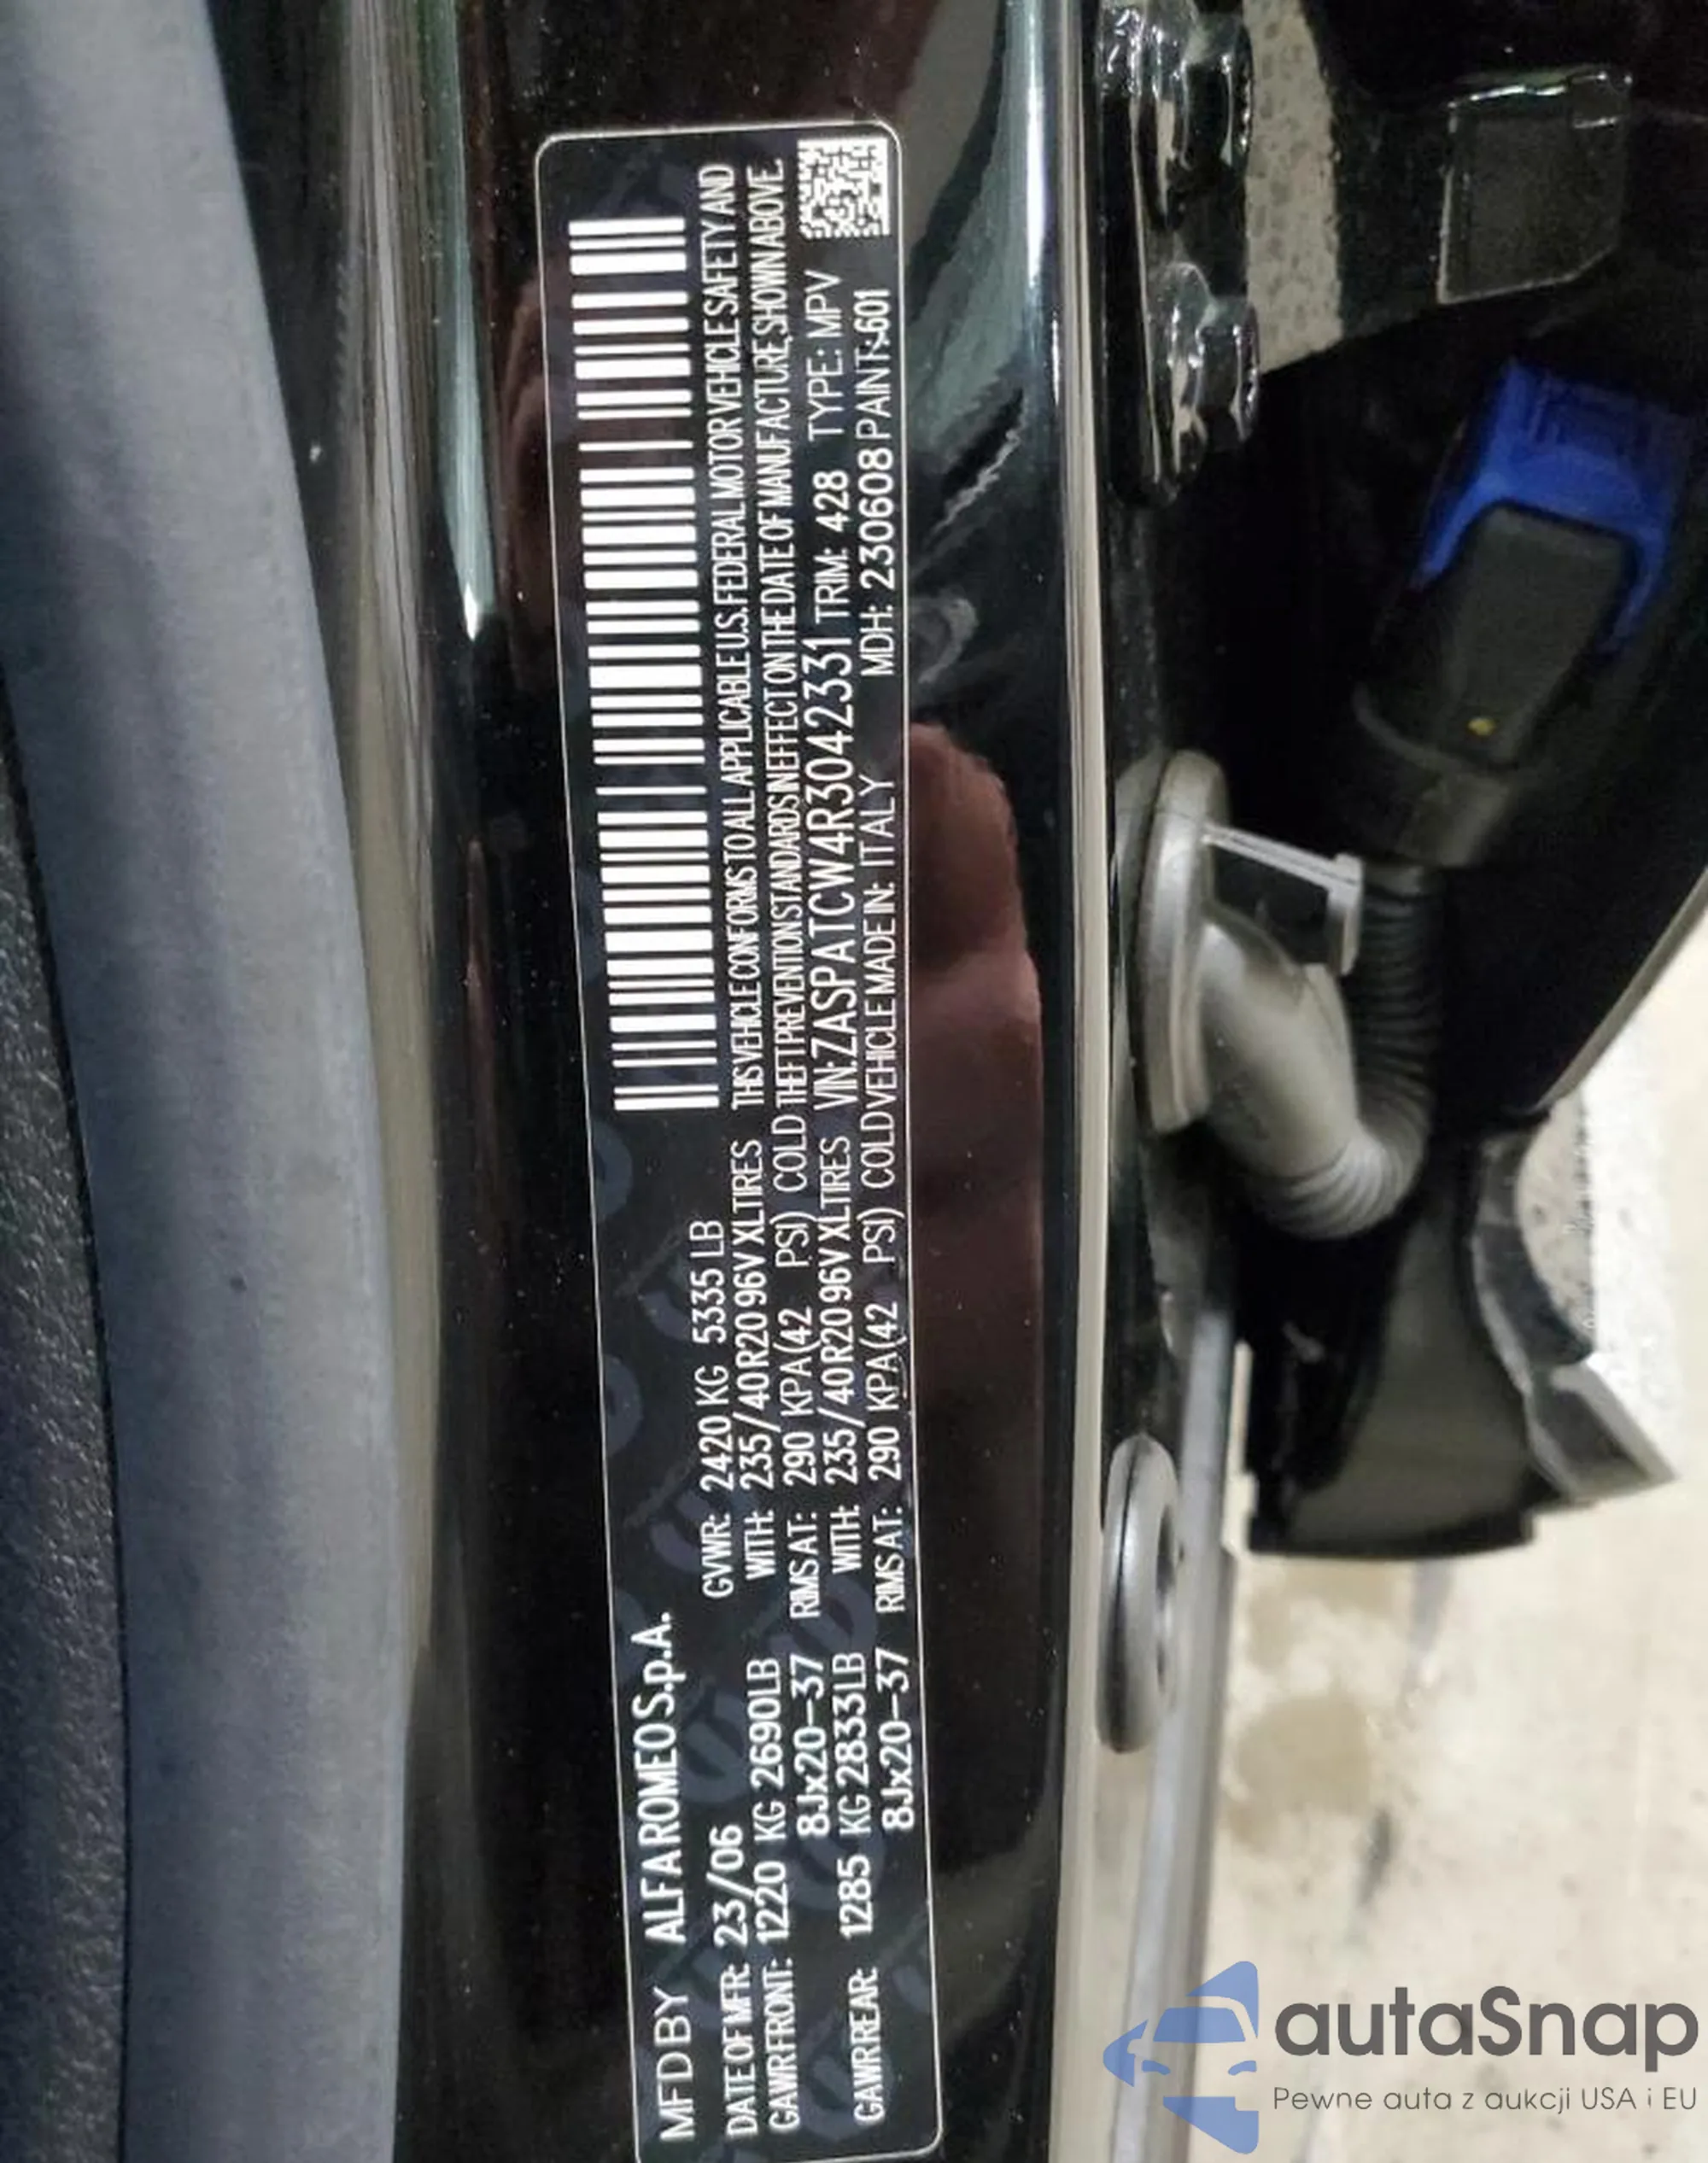 MFD BY ALFA ROMEO S.p.A.
DATE OF MFR: 23/06 GVWR: 2420 KG 5335 LB
GAWR FRONT: 1220 KG 2690LB WITH: 235/40R20 96V XL TIRES THIS VEHICLE CONFORMS TO ALL APPLICABLE U.S. FEDERAL MOTOR VEHICLE SAFETY AND
8Jx20-37 RIMS AT: 290 KPA(42 PSI) COLD THEFT PREVENTION STANDARDS IN EFFECT ON THE DATE OF MANUFACTURE SHOWN ABOVE.
GAWR REAR: 1285 KG 2833LB WITH: 235/40R20 96V XL TIRES VIN: ZASPATCW4R3042331 TRIM: 428 TYPE: MPV
8Jx20-37 RIMS AT: 290 KPA(42 PSI) COLD VEHICLE MADE IN: ITALY MDH: 230608 PAINT: 601
autaSnap
Pewne auta z aukcji USA i EU